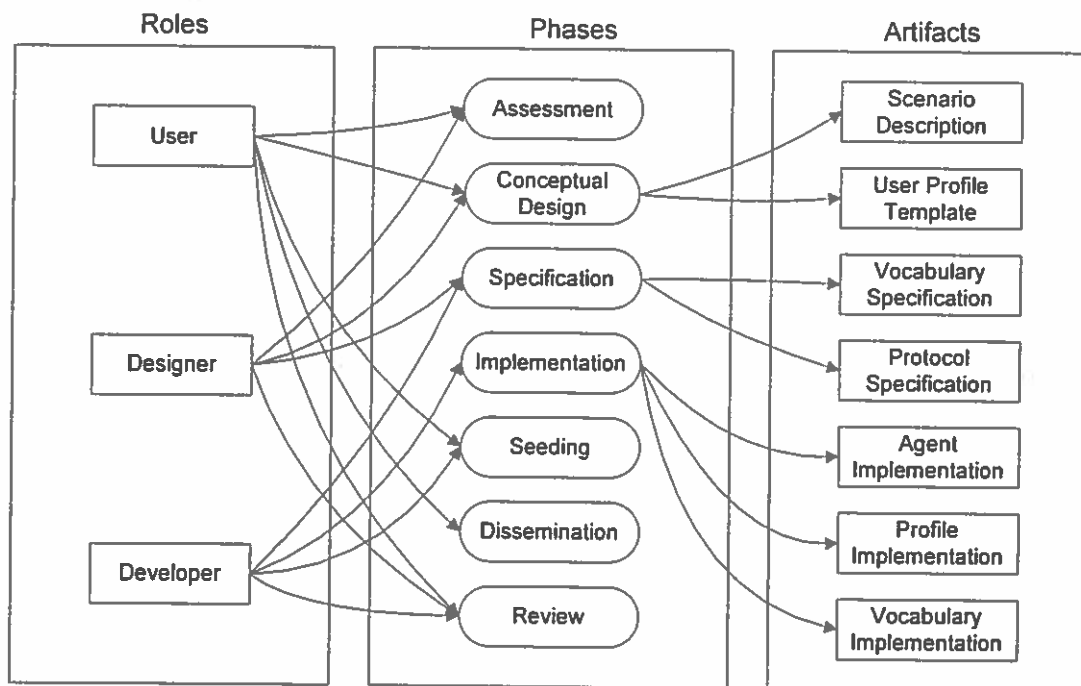 Roles
Phases
Artifacts
User
Designer
Developer
Assessment
Conceptual
Design
Specification
Implementation
Seeding
Dissemination
Review
Scenario
Description
User Profile
Template
Vocabulary
Specification
Protocol
Specification
Agent
Implementation
Profile
Implementation
Vocabulary
Implementation